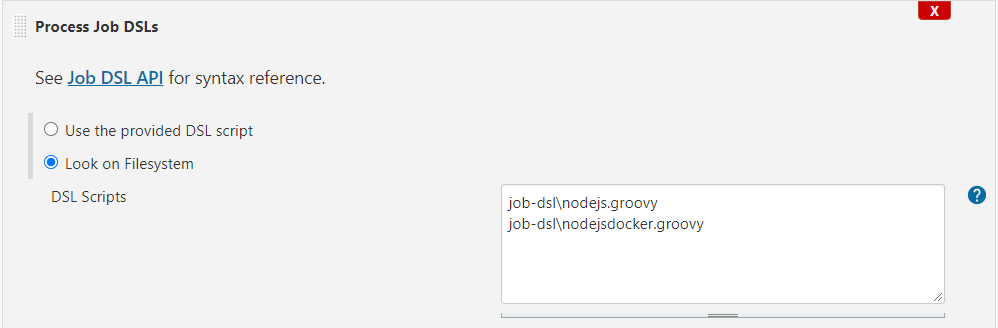 Process Job DSLs
X
See Job DSL API for syntax reference.
Use the provided DSL script
Look on Filesystem
DSL Scripts
job-dsl\nodejs.groovy
job-dsl\nodejsdocker.groovy
?